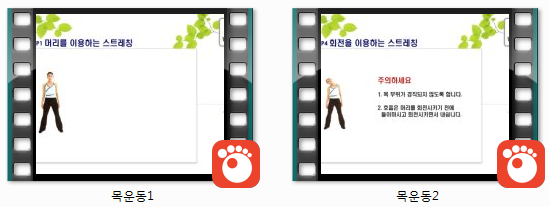 P1 머리를 이용하는 스트레칭
P4 회전을 이용하는 스트레칭
주의하세요
1. 목 부위가 경직되지 않도록 합니다.
2. 호흡은 머리를 회전시키기 전에
들이마시고 회전시키면서 내쉽니다.
목운동1
목운동2